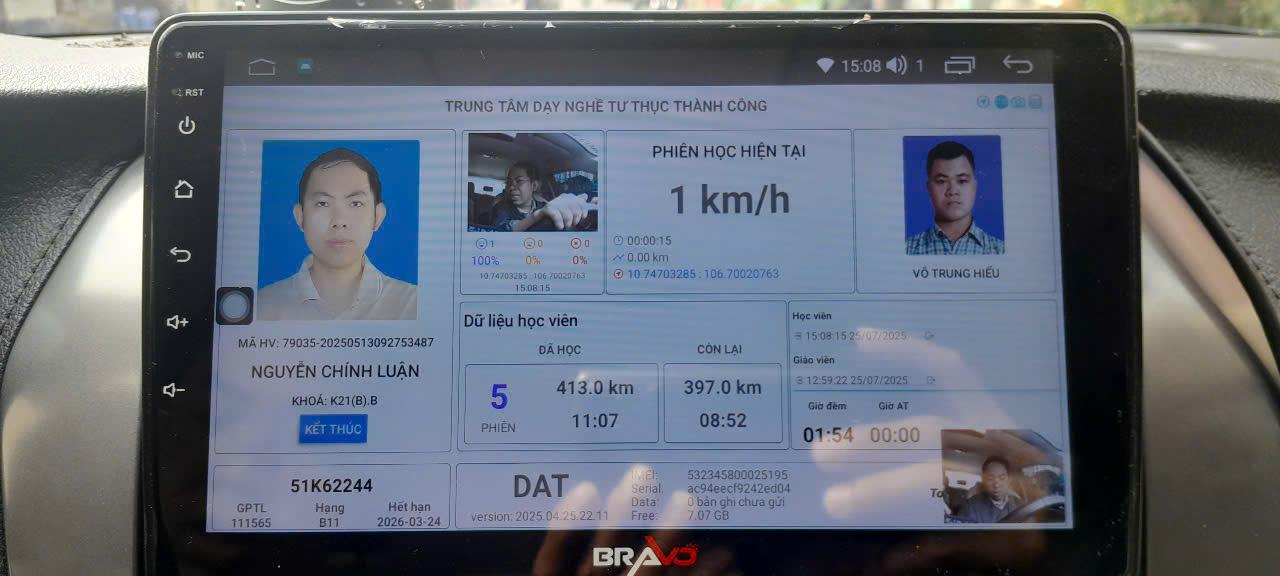 MIC
RST
15:08 1
TRUNG TÂM DẠY NGHỀ TƯ THỤC THÀNH CÔNG
MÃ HV: 79035-20250513092753487
NGUYỄN CHÍNH LUẬN
KHOÁ: K21(B).B
KẾT THÚC
1 0 0
100% 0% 0%
10.74703285 : 106.70020763
15:08:15
PHIÊN HỌC HIỆN TẠI
1 km/h
00:00:15
0.00 km
10.74703285 : 106.70020763
VÕ TRUNG HIẾU
Dữ liệu học viên
ĐÃ HỌC
CÒN LẠI
5
PHIÊN
413.0 km
11:07
397.0 km
08:52
Học viên
15:08:15 25/07/2025
Giáo viên
12:59:22 25/07/2025
Giờ đêm Giờ AT
01:54 00:00
51K62244
GPTL Hạng Hết hạn
111565 B11 2026-03-24
DAT
version: 2025.04.25.22.11
IMEI: 532345800025195
Serial: ac94eecf9242ed04
Data: 0 bản ghi chưa gửi
Free: 7.07 GB
BRAVO